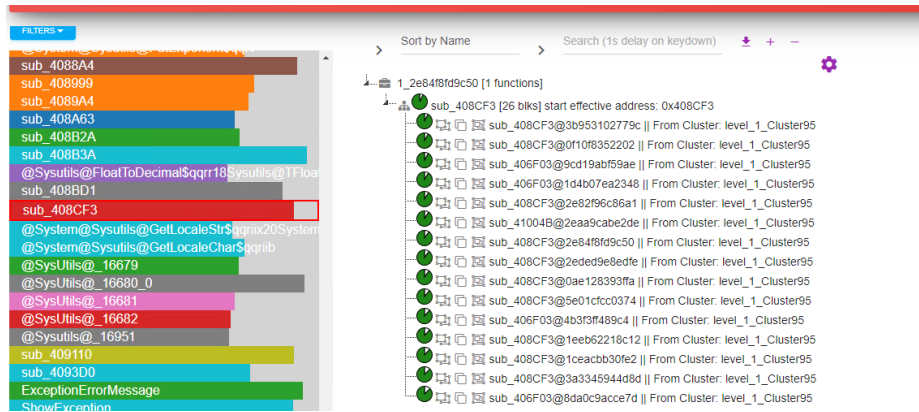 FILTERS
sub_4088A4
sub_408999
sub_4089A4
sub_408A63
sub_408B2A
sub_408B3A
@Sysutils@FloatToDecimal$qqrr18Sysutils@TFloa
sub_408BD1
sub_408CF3
@System@Sysutils@GetLocaleStr$qqnix20System
@System@Sysutils@GetLocaleChar$qqriib
@SysUtils@_16679
@SysUtils@_16680_0
@SysUtils@_16681
@SysUtils@_16682
@Sysutils@_16951
sub_409110
sub_4093D0
ExceptionErrorMessage
ShowException
Sort by Name
Search (1s delay on keydown)
1_2e84f8fd9c50 [1 functions]
sub_408CF3 [26 blks] start effective address: 0x408CF3
sub_408CF3@3b953102779c || From Cluster: level_1_Cluster95
sub_408CF3@0f10f8352202 || From Cluster: level_1_Cluster95
sub_406F03@9cd19abf59ae || From Cluster: level_1_Cluster95
sub_406F03@1d4b07ea2348 || From Cluster: level_1_Cluster95
sub_408CF3@2e82f96c86a1 || From Cluster: level_1_Cluster95
sub_41004B@2eaa9cabe2de || From Cluster: level_1_Cluster95
sub_408CF3@2e84f8fd9c50 || From Cluster: level_1_Cluster95
sub_408CF3@2eded9e8edfe || From Cluster: level_1_Cluster95
sub_408CF3@0ae128393ffa || From Cluster: level_1_Cluster95
sub_408CF3@5e01cfcc0374 || From Cluster: level_1_Cluster95
sub_406F03@4b3f3ff489c4 || From Cluster: level_1_Cluster95
sub_408CF3@1eeb62218c12 || From Cluster: level_1_Cluster95
sub_408CF3@1ceacbb30fe2 || From Cluster: level_1_Cluster95
sub_408CF3@3a3345944d8d || From Cluster: level_1_Cluster95
sub_406F03@8da0c9acce7d || From Cluster: level_1_Cluster95